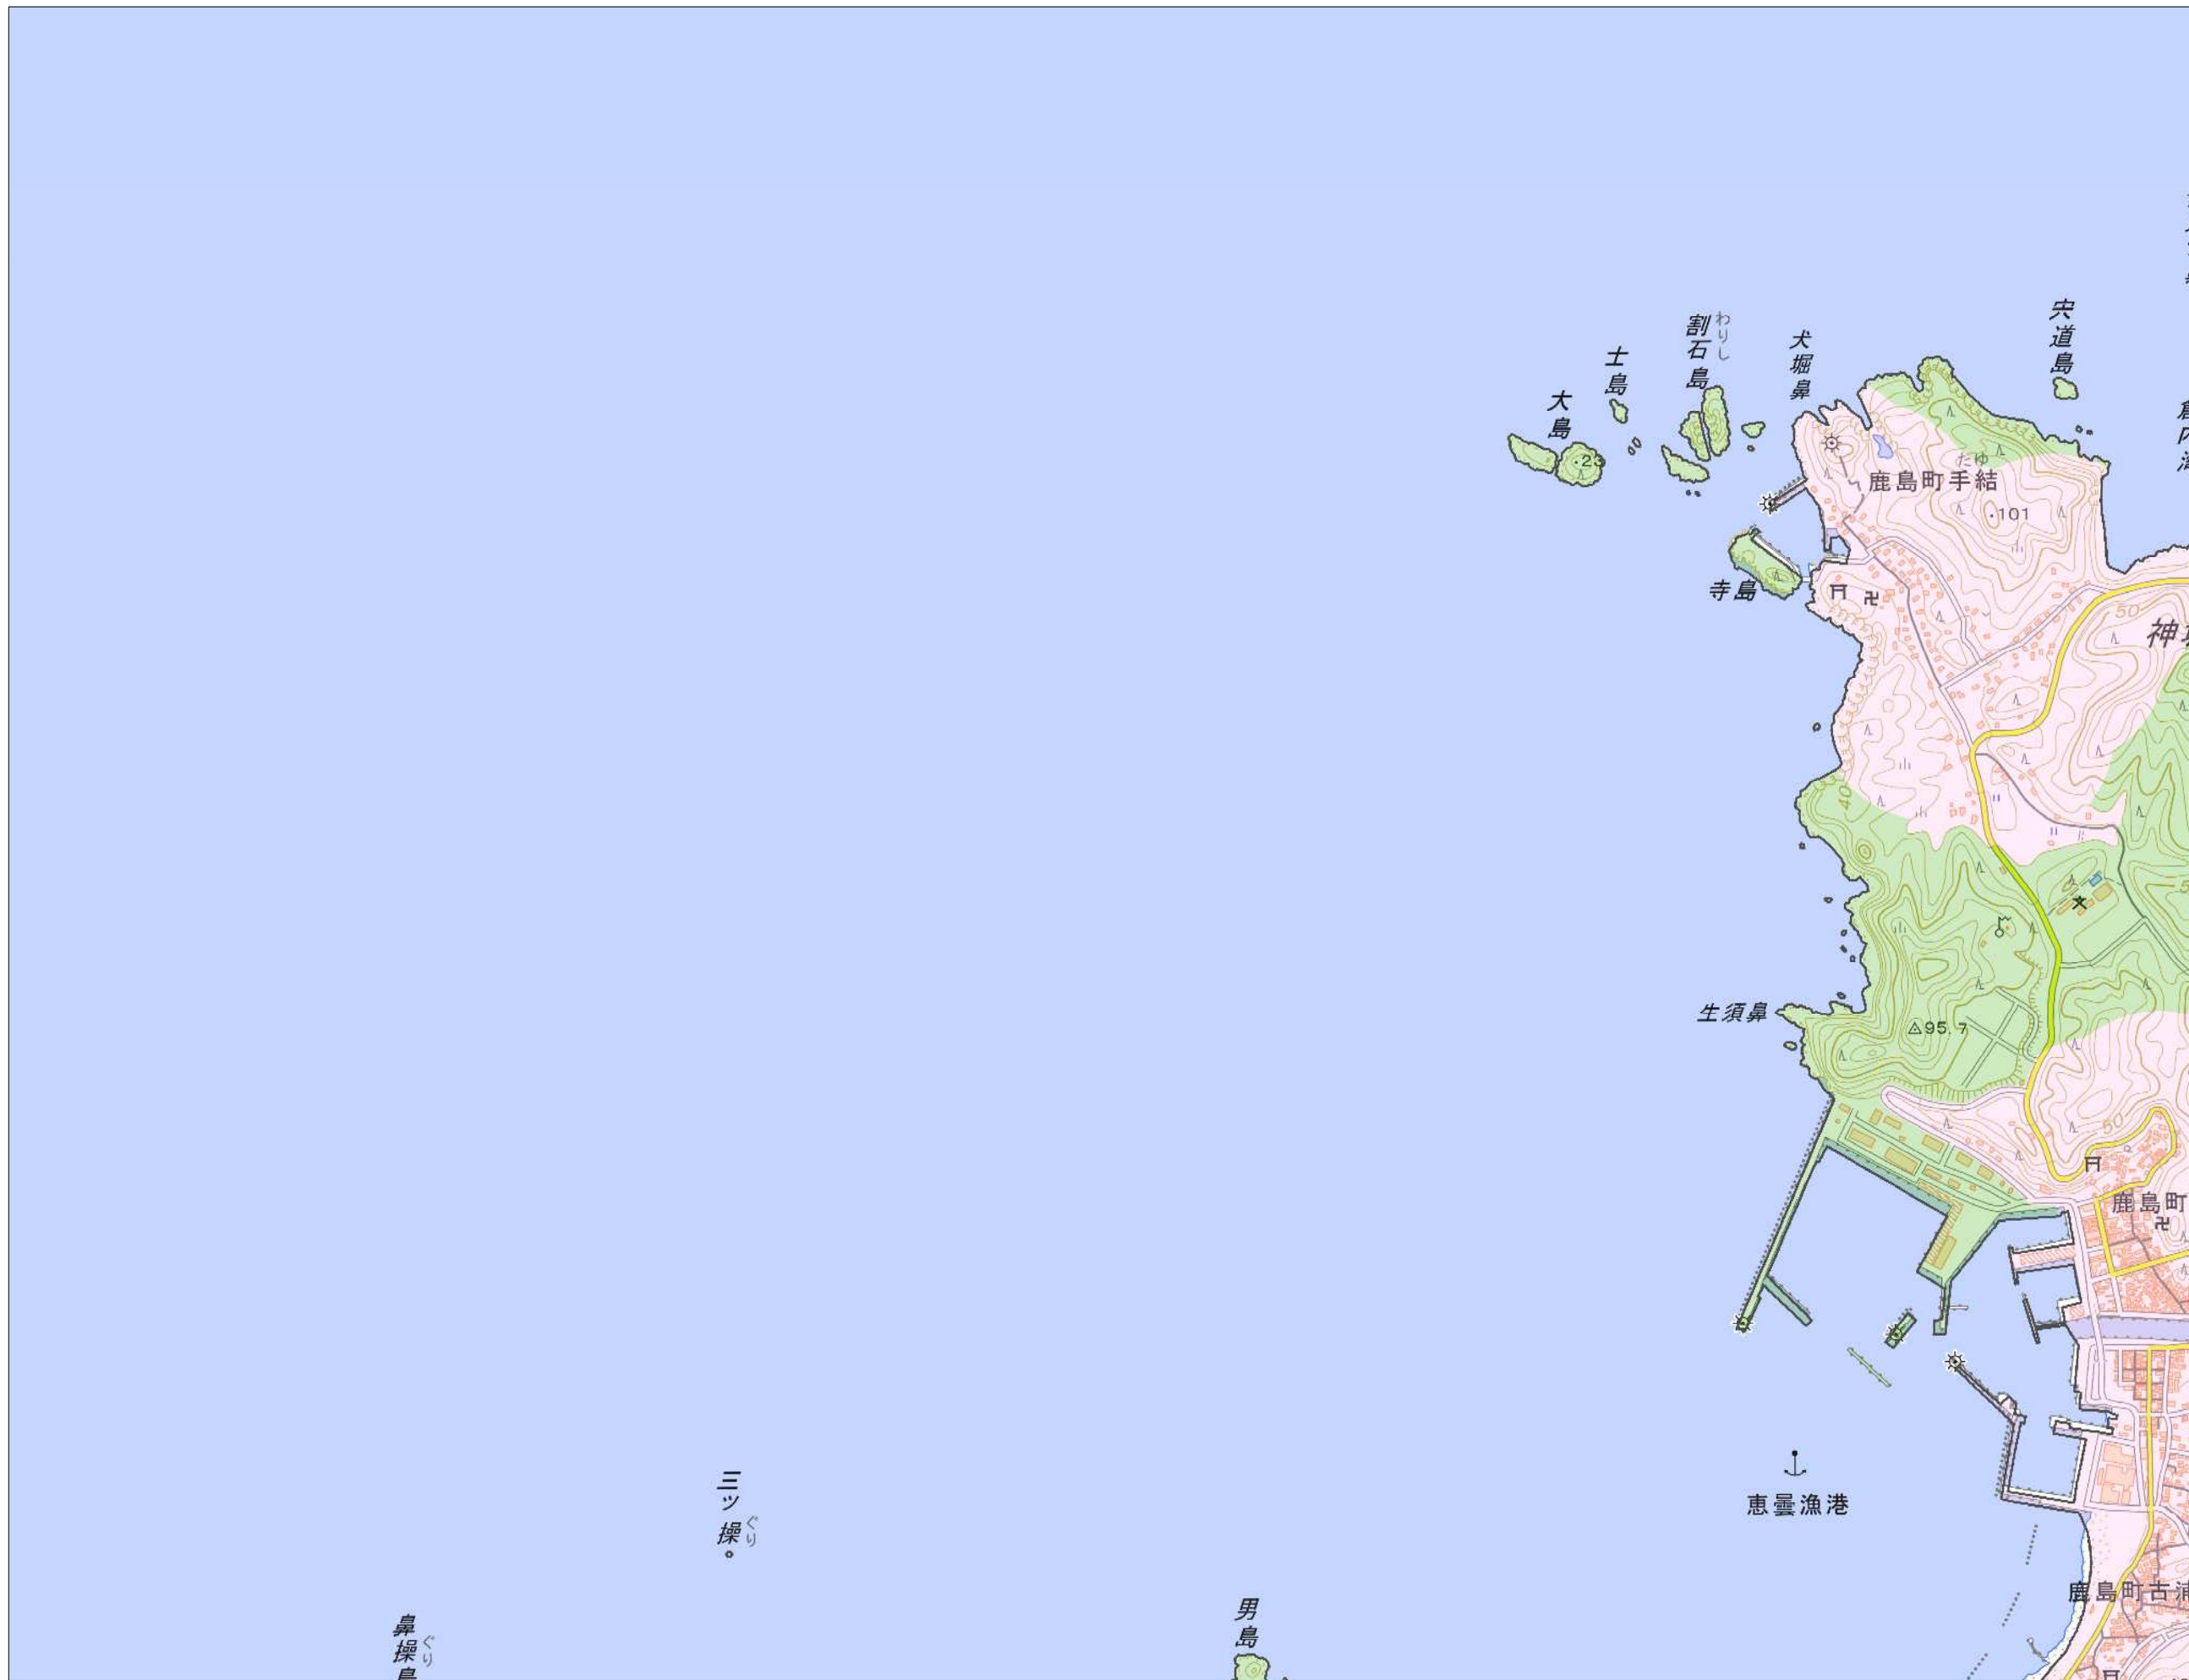 宍道島
割石島
わりし
犬堀鼻
士島
大島
23
たゆ
鹿島町手結
101
寺島
50
神
40
生須鼻
95.7
50
鹿島町
三ツ操
ぐり
恵曇漁港
鹿島町古浦
男島
鼻操島
ぐり